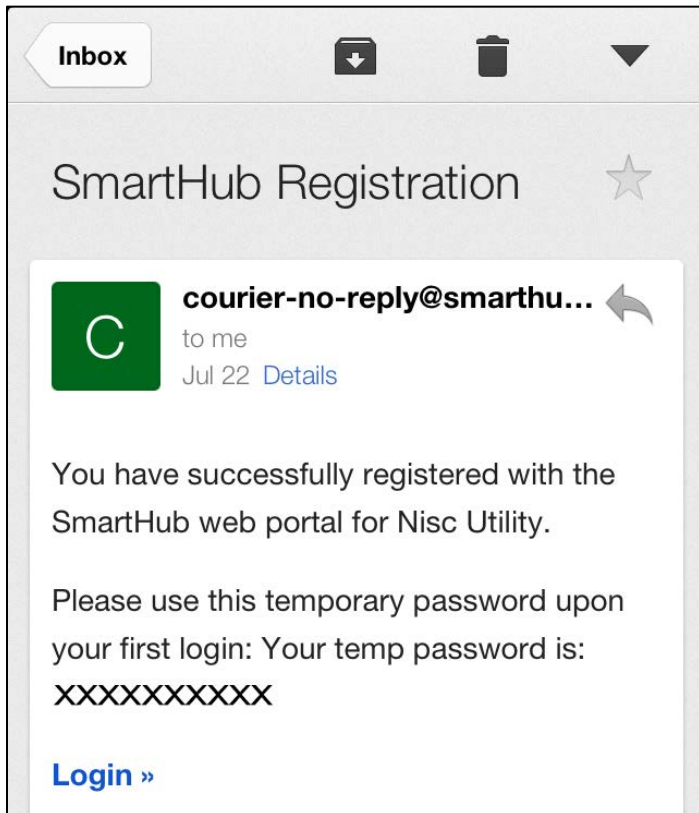 Inbox
SmartHub Registration
C
courier-no-reply@smarthu...
to me
Jul 22 Details
You have successfully registered with the
SmartHub web portal for Nisc Utility.
Please use this temporary password upon
your first login: Your temp password is:
XXXXXXXXXX
Login »